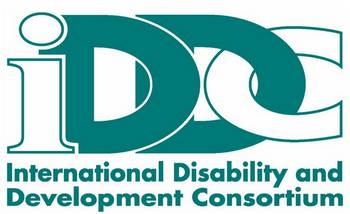 iDDC
International Disability and
Development Consortium